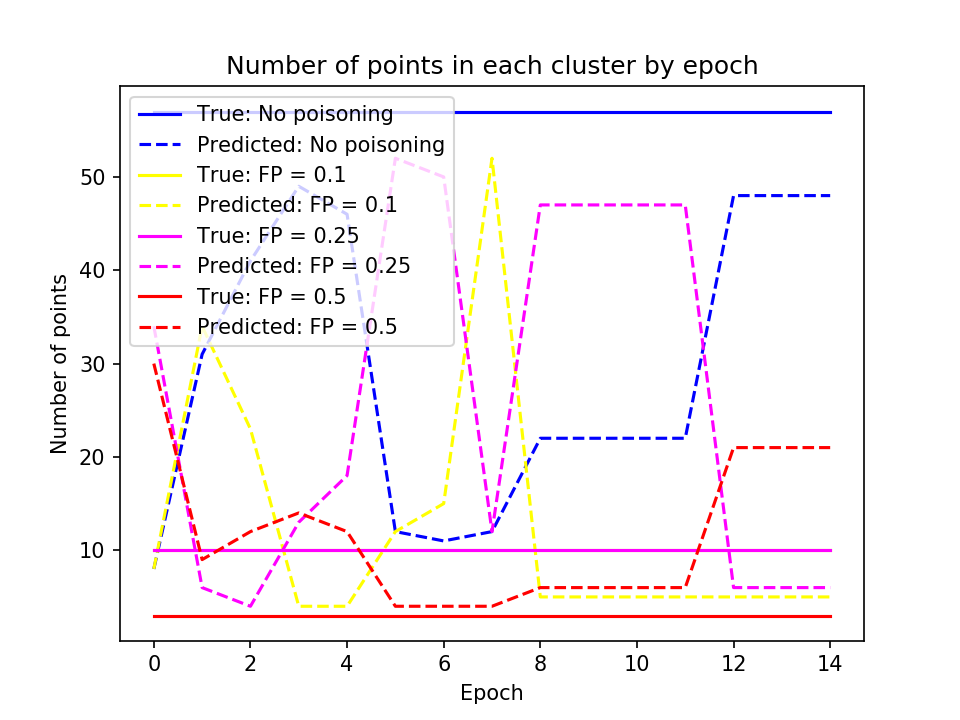 Number of points in each cluster by epoch
True: No poisoning
Predicted: No poisoning
True: FP = 0.1
Predicted: FP = 0.1
True: FP = 0.25
Predicted: FP = 0.25
True: FP = 0.5
Predicted: FP = 0.5
50
40
30
20
10
Number of points
0 2 4 6 8 10 12 14
Epoch